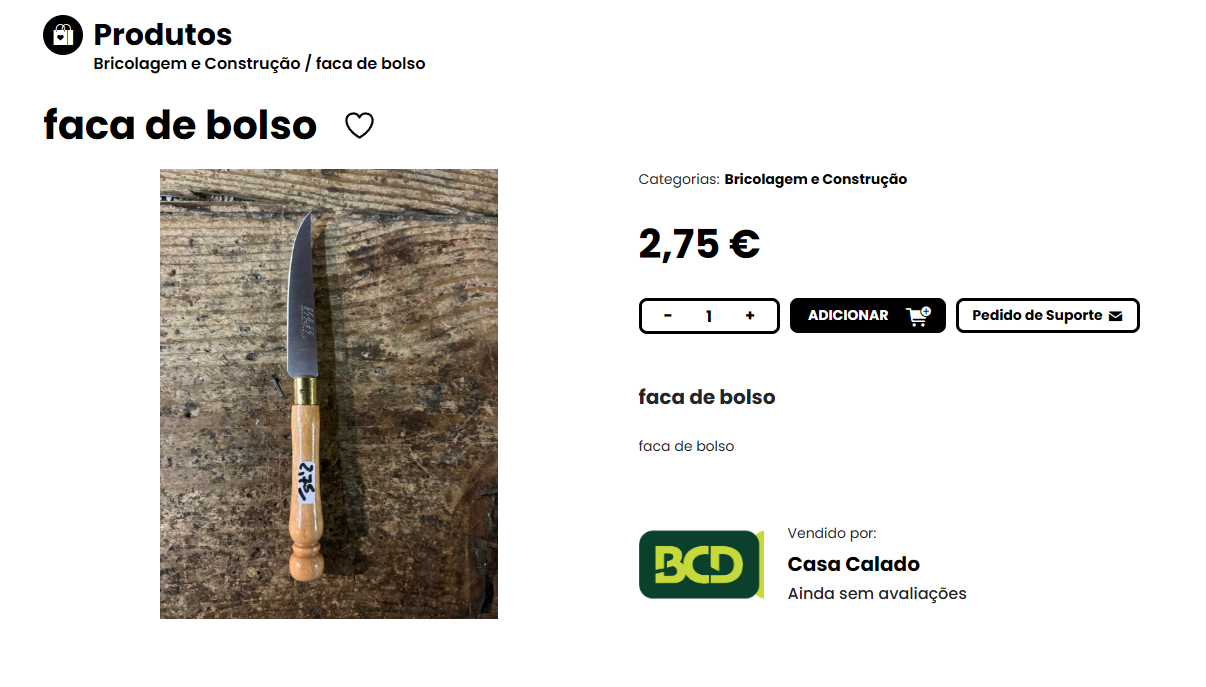 Produtos
Bricolagem e Construção / faca de bolso
faca de bolso
Categorias: Bricolagem e Construção
2,75 €
- 1 +
ADICIONAR
Pedido de Suporte
faca de bolso
faca de bolso
2,75
BCD
Vendido por:
Casa Calado
Ainda sem avaliações